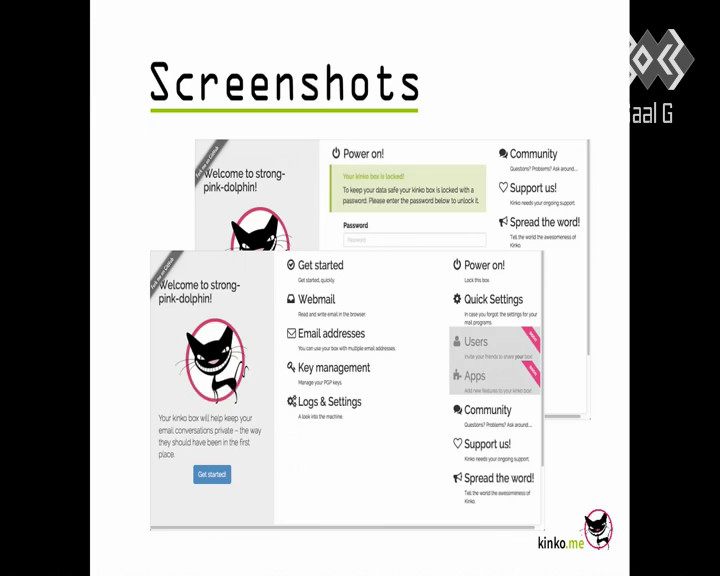 Screenshots
Saal G
Welcome to strong-
pink-dolphin!
Power on!
Your kinko box is locked!
To keep your data safe your kinko box is locked with a
password. Please enter the password below to unlock it.
Password
Password
Community
Questions? Problems? Ask around....
Support us!
Kinko needs your ongoing support.
Spread the word!
Tell the world the awesomeness of
Kinko.
Welcome to strong-
pink-dolphin!
Your kinko box will help keep your
email conversations private – the way
they should have been in the first
place.
Get started!
Get started
Get started, quickly.
Webmail
Read and write email in the browser.
Email addresses
You can use your box with multiple email addresses.
Key management
Manage your PGP keys
Logs & Settings
A look into the machine
Power on!
Lock this box.
Quick Settings
In case you forgot the settings for your
mail programs.
Users
Invite your friends to share your box
Apps
Add new features to your kinko box
Community
Questions? Problems? Ask around....
Support us!
Kinko needs your ongoing support.
Spread the word!
Tell the world the awesomeness of
Kinko.
kinko.me